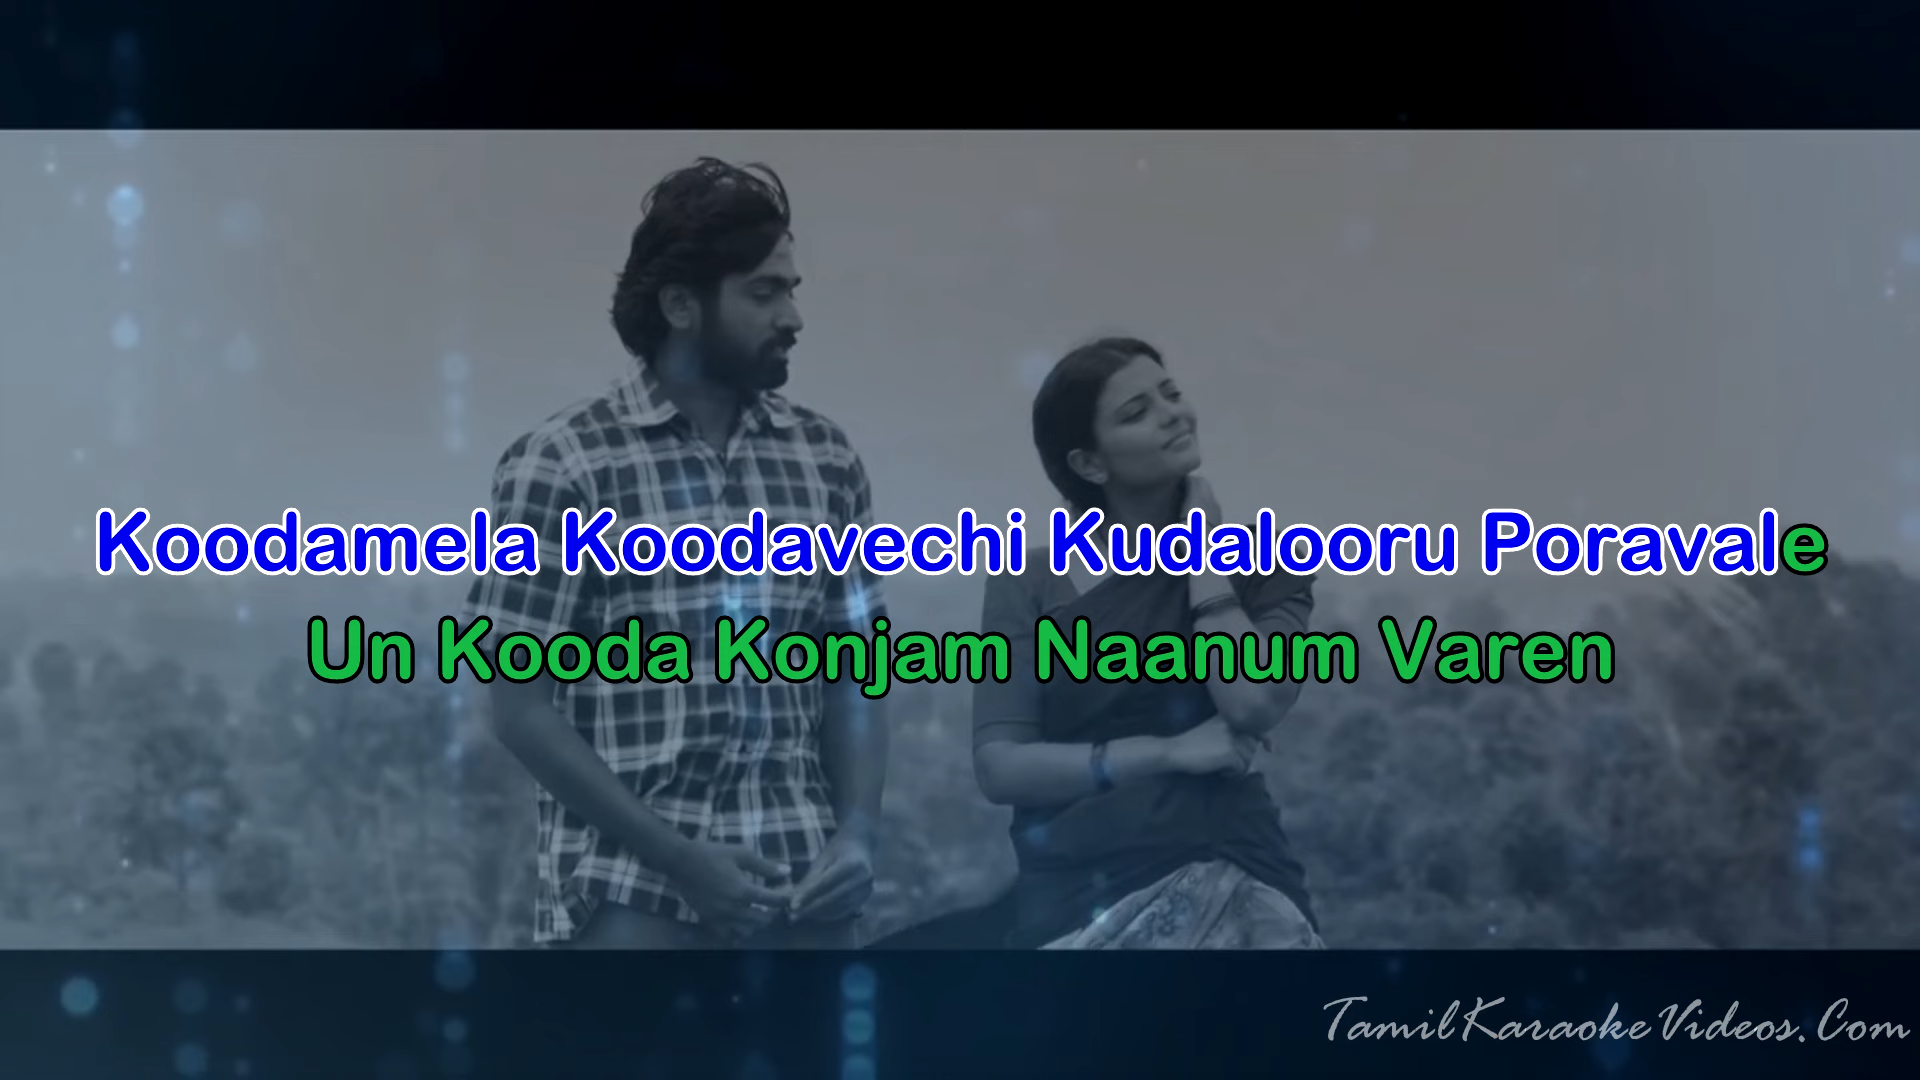 Koodamela Koodavechi Kudalooru Poravale
Un Kooda Konjam Naanum Varen
TamilKaraokeVideos.Com